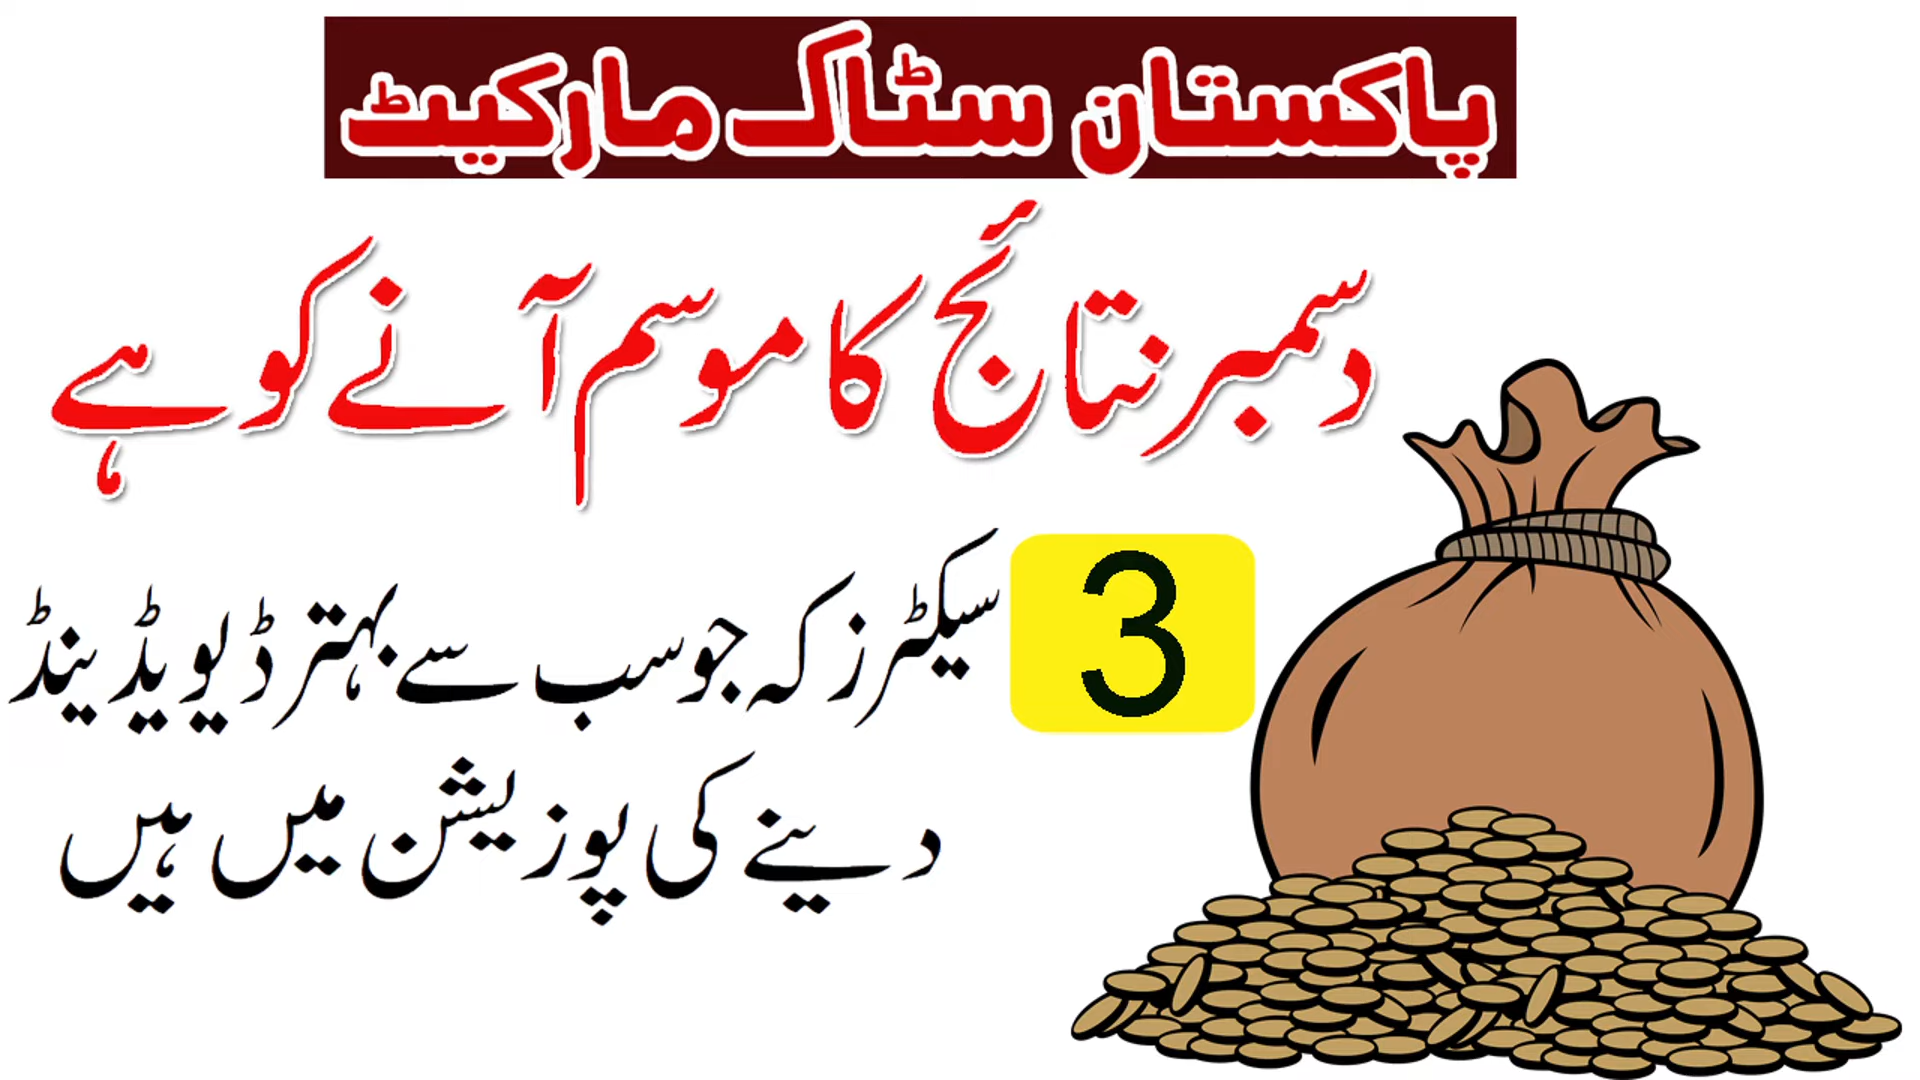 پاکستان سٹاک مارکیٹ
دسمبر نتائج کا موسم آنے کو ہے
3 سیکٹرز کہ جو سب سے بہتر ڈیویڈینڈ
دینے کی پوزیشن میں ہیں